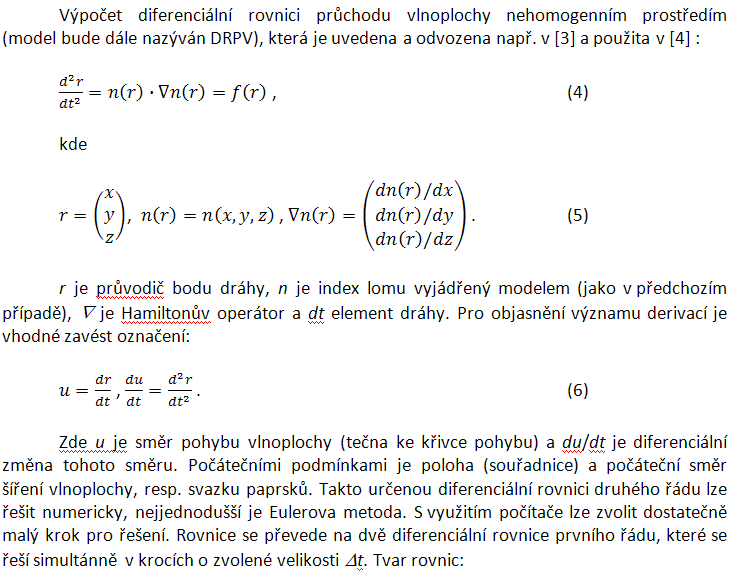 Výpočet diferenciální rovnici průchodu vlnoplochy nehomogenním prostředím
(model bude dále nazýván DRPV), která je uvedena a odvozena např. v [3] a použita v [4] :
d²r/dt² = n(r) · ∇n(r) = f(r) , (4)
kde
r = (x y z), n(r) = n(x, y, z) , ∇n(r) = (dn(r)/dx dn(r)/dy dn(r)/dz) . (5)
r je průvodič bodu dráhy, n je index lomu vyjádřený modelem (jako v předchozím
případě), ∇ je Hamiltonův operátor a dt element dráhy. Pro objasnění významu derivací je
vhodné zavést označení:
u = dr/dt , du/dt = d²r/dt² . (6)
Zde u je směr pohybu vlnoplochy (tečna ke křivce pohybu) a du/dt je diferenciální
změna tohoto směru. Počátečními podmínkami je poloha (souřadnice) a počáteční směr
šíření vlnoplochy, resp. svazku paprsků. Takto určenou diferenciální rovnici druhého řádu lze
řešit numericky, nejjednodušší je Eulerova metoda. S využitím počítače lze zvolit dostatečně
malý krok pro řešení. Rovnice se převede na dvě diferenciální rovnice prvního řádu, které se
řeší simultánně v krocích o zvolené velikosti Δt. Tvar rovnic: